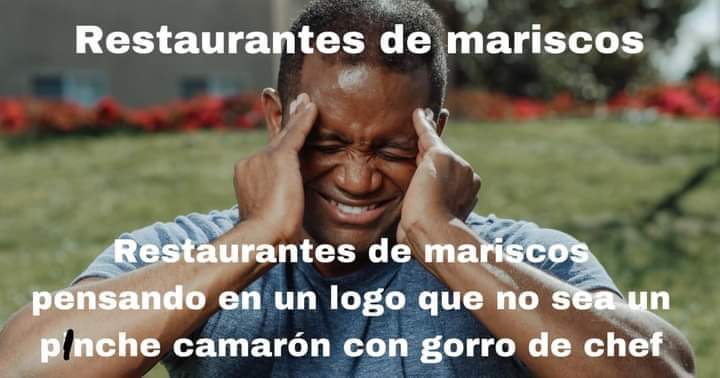 Restaurantes de mariscos
Restaurantes de mariscos
pensando en un logo que no sea un
pinche camarón con gorro de chef